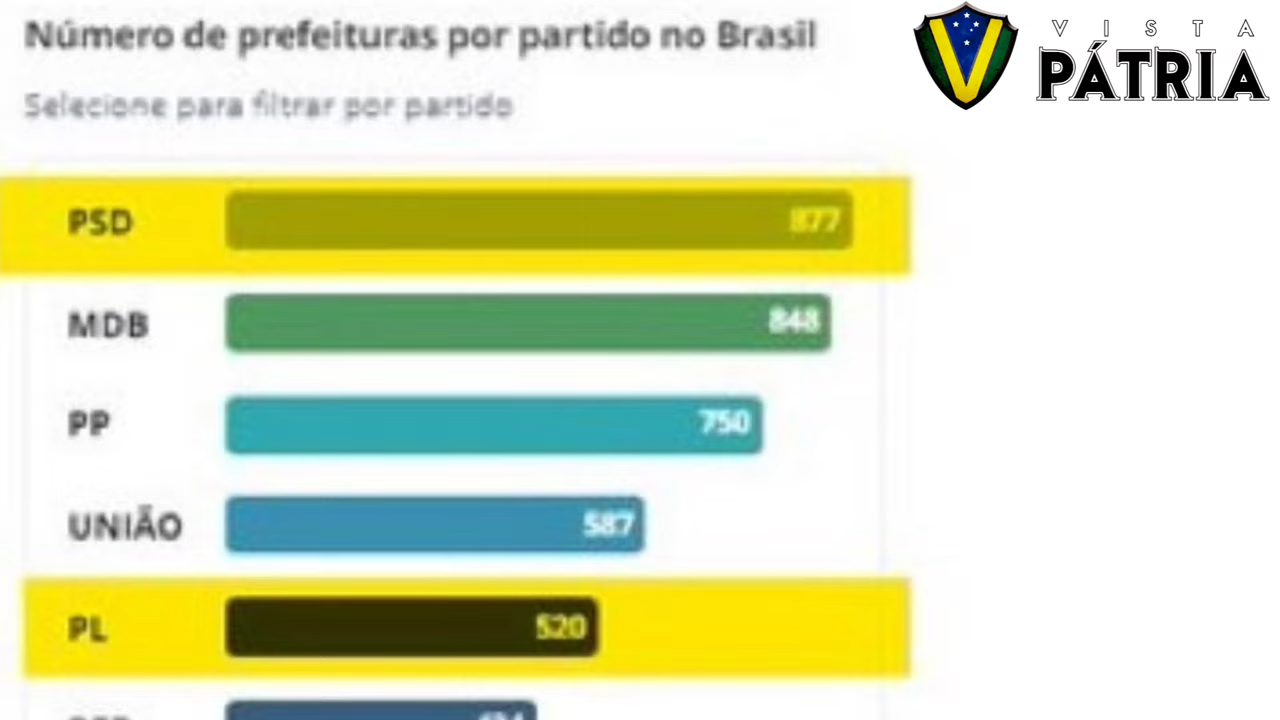 Número de prefeituras por partido no Brasil
Selecione para filtrar por partido
VISTA
PÁTRIA
PSD 877
MDB 848
PP 750
UNIÃO 587
PL 520